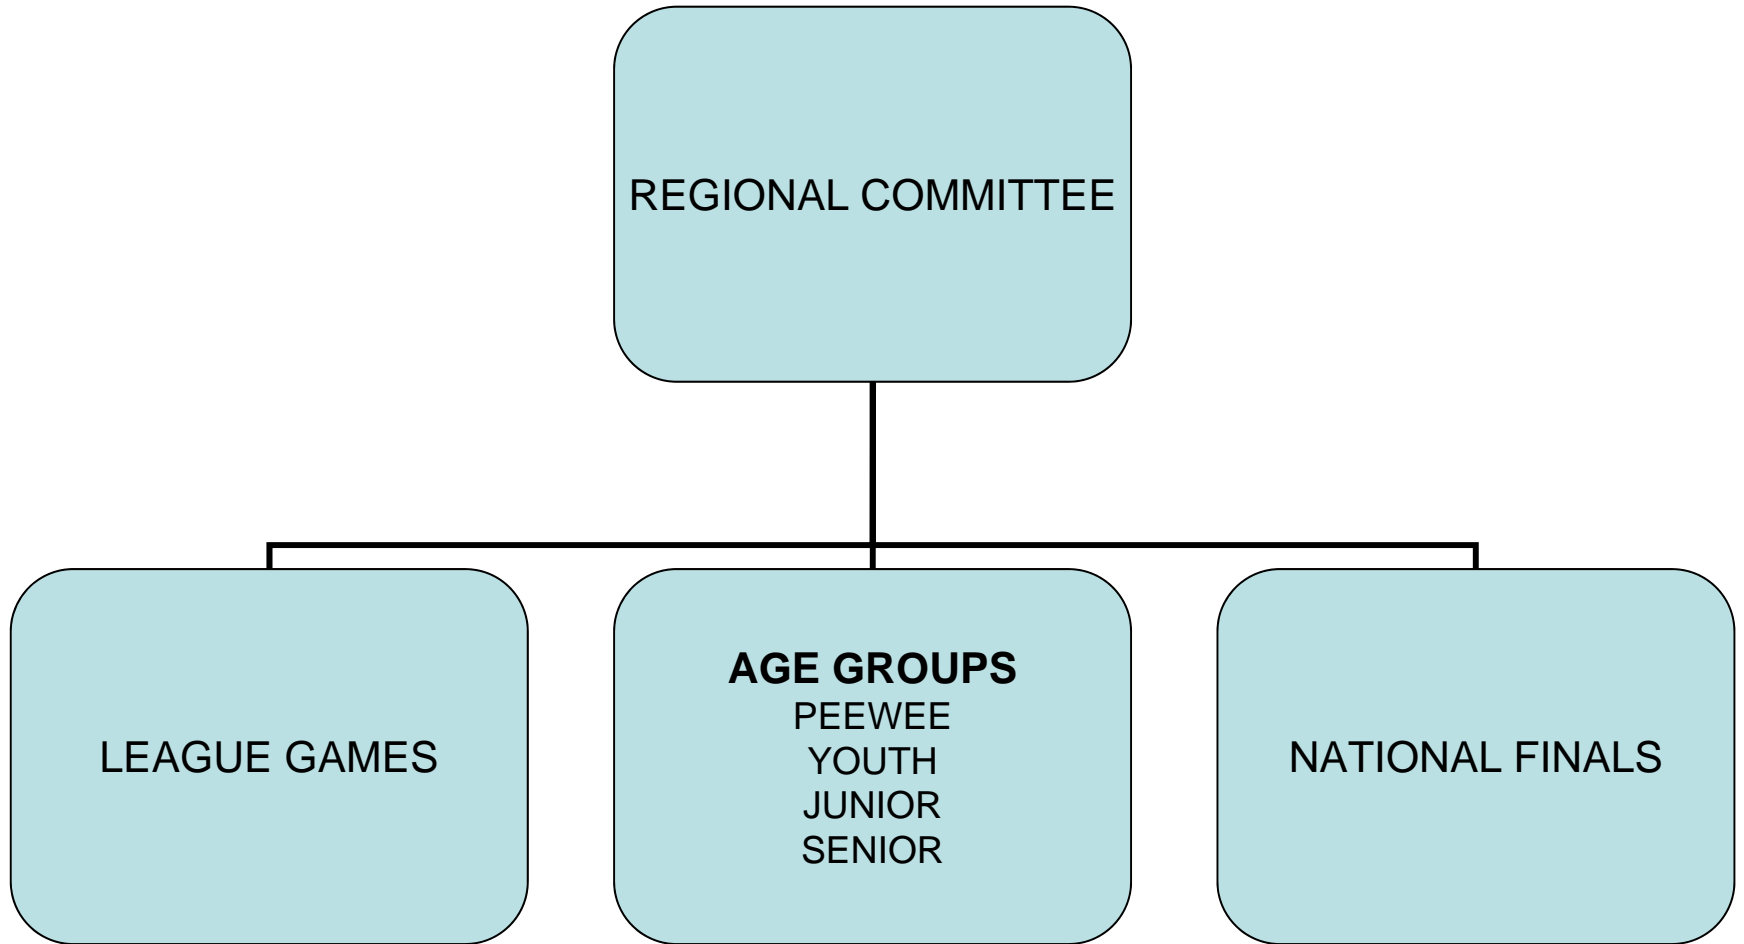 REGIONAL COMMITTEE
LEAGUE GAMES
AGE GROUPS
PEEWEE
YOUTH
JUNIOR
SENIOR
NATIONAL FINALS